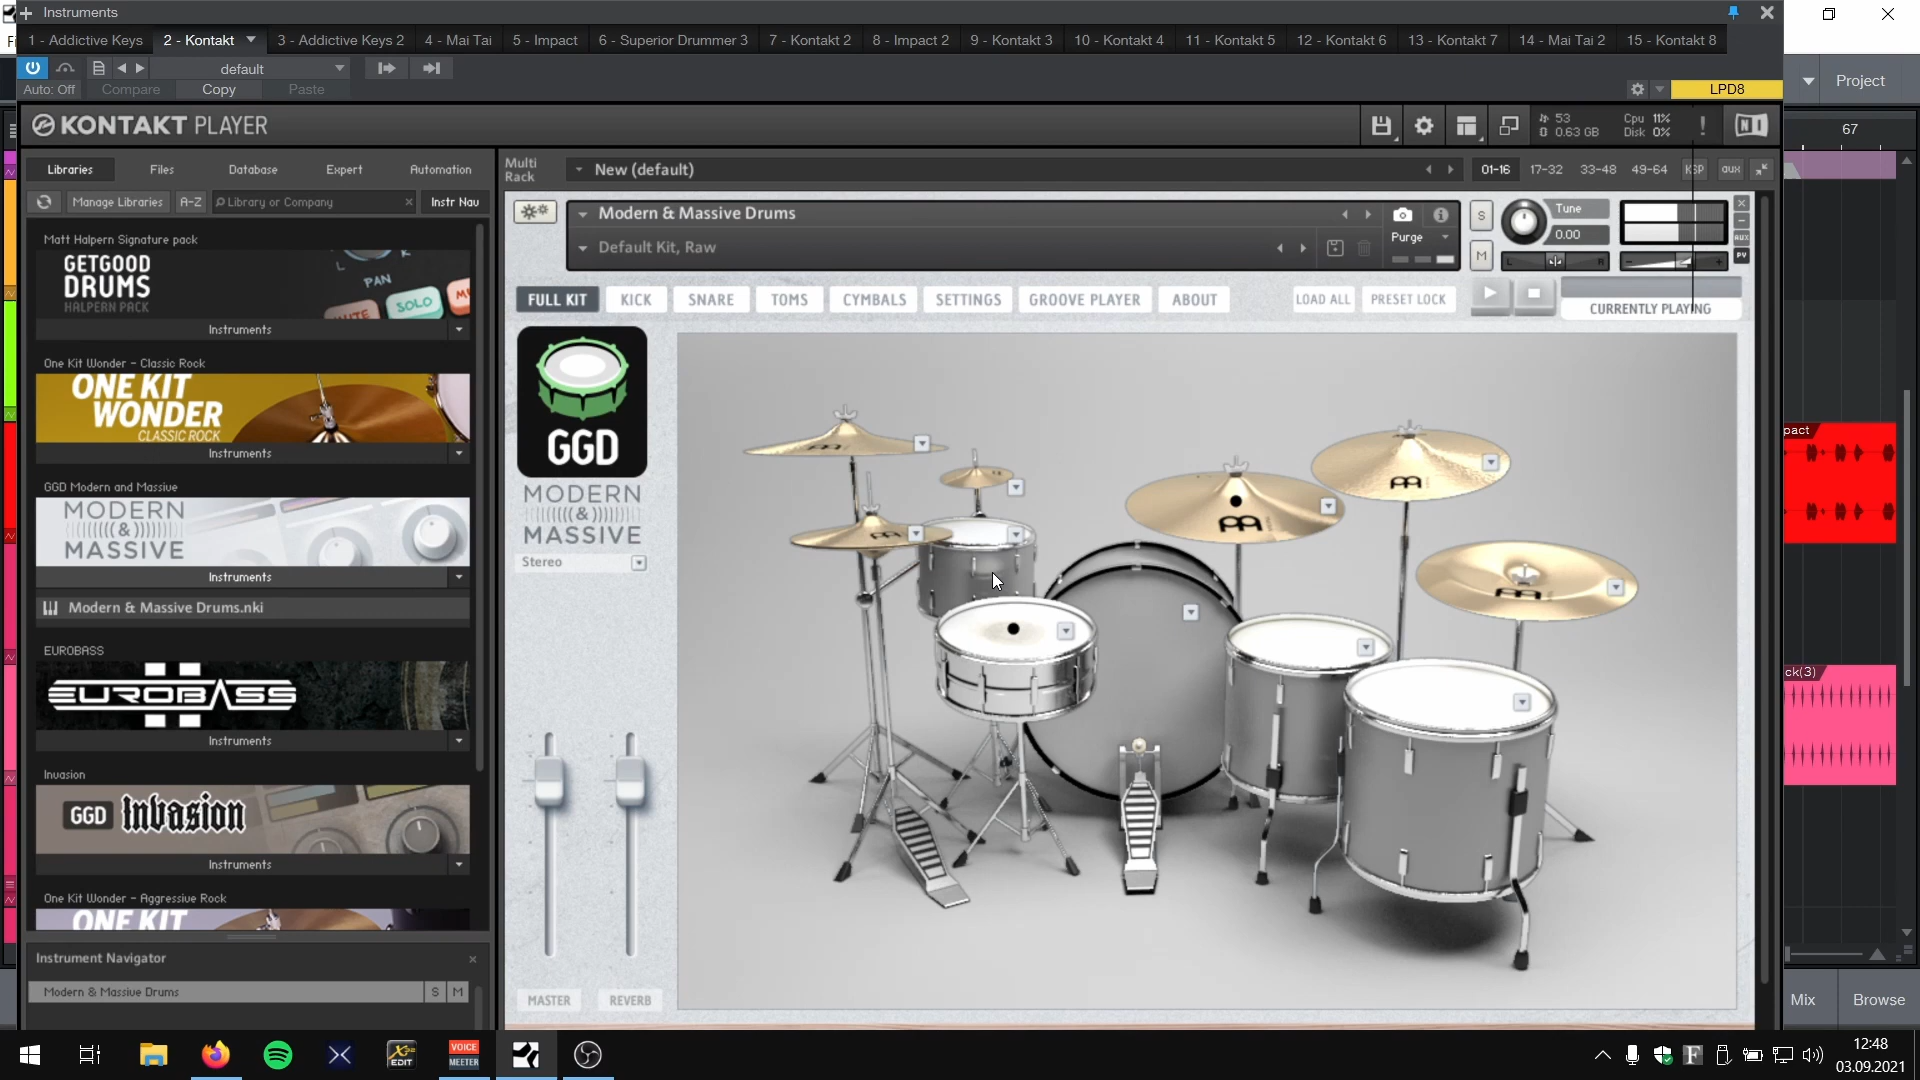 Instruments
1 - Addictive Keys
2 - Kontakt
3 - Addictive Keys 2
4 - Mai Tai
5 - Impact
6 - Superior Drummer 3
7 - Kontakt 2
8 - Impact 2
9 - Kontakt 3
10 - Kontakt 4
11 - Kontakt 5
12 - Kontakt 6
13 - Kontakt 7
14 - Mai Tai 2
15 - Kontakt 8
default
Auto: Off
Compare
Copy
Paste
LPD8
Project
KONTAKT PLAYER
53
0.63 GB
Cpu 11%
Disk 0%
67
Libraries
Files
Database
Expert
Automation
Multi
Rack
New (default)
01-16
17-32
33-48
49-64
KSP
aux
Manage Libraries
A-Z
Library or Company
Instr Nav
Modern & Massive Drums
Default Kit, Raw
Purge
S
M
Tune
0.00
L
R
AUX
PV
FULL KIT
KICK
SNARE
TOMS
CYMBALS
SETTINGS
GROOVE PLAYER
ABOUT
LOAD ALL
PRESET LOCK
CURRENTLY PLAYING
Matt Halpern Signature pack
GETGOOD
DRUMS
HALPERN PACK
L
PAN
SOLO
Instruments
One Kit Wonder - Classic Rock
ONE KIT
WONDER
CLASSIC ROCK
Instruments
GGD Modern and Massive
MODERN
&
MASSIVE
Instruments
Modern & Massive Drums.nki
EUROBASS
EUROBASS
Instruments
Invasion
GGD Invasion
Instruments
One Kit Wonder - Aggressive Rock
ONE KIT
Instrument Navigator
Modern & Massive Drums
S
M
GGD
MODERN
&
MASSIVE
Stereo
MASTER
REVERB
pact
ck(3)
Mix
Browse
EDIT
VOICE
MEETER
F
12:48
03.09.2021